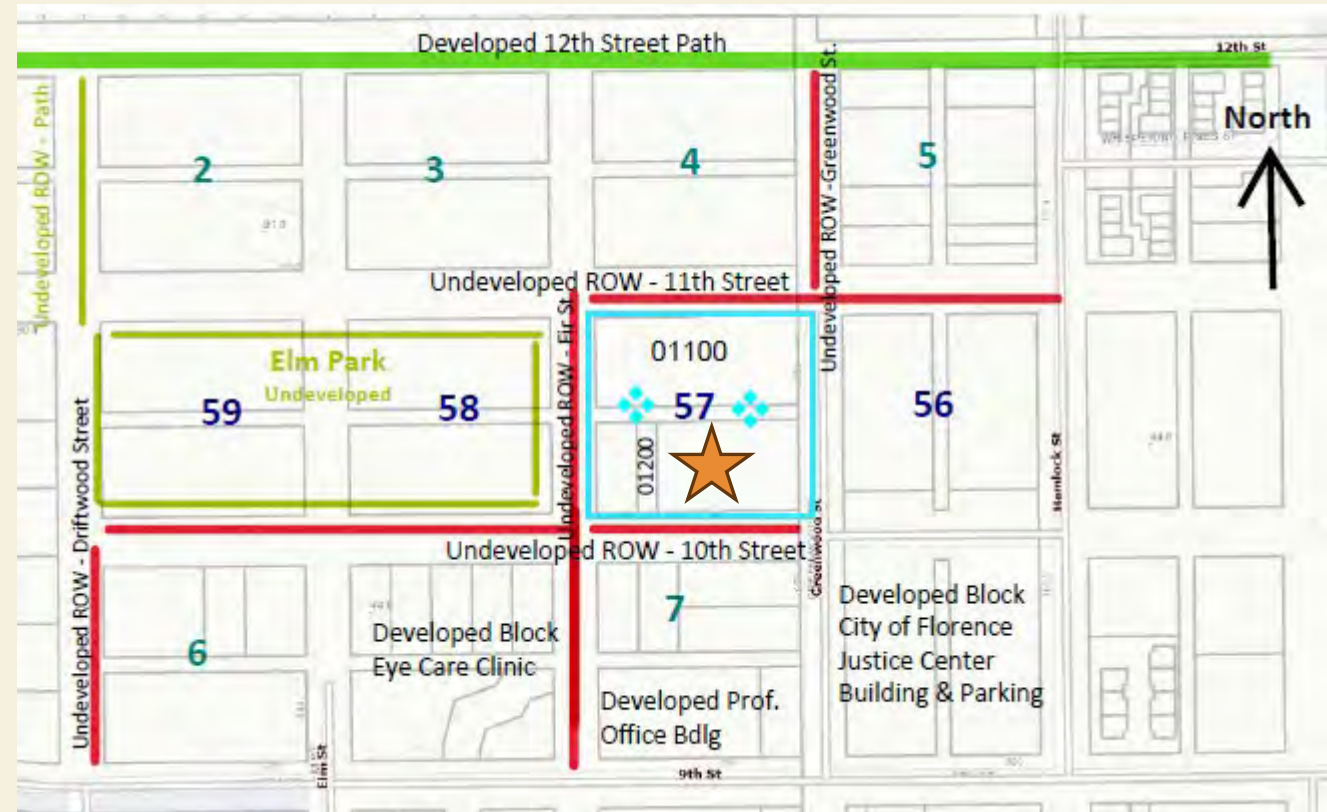 Developed 12th Street Path
12th St
North
Undeveloped ROW - Path
2
3
4
5
Undeveloped ROW -Greenwood St.
Undeveloped ROW - 11th Street
Elm Park
Undeveloped
59
58
Undeveloped ROW - Fir St
01100
57
01200
56
Hemlock St
Undeveloped ROW - Driftwood Street
Undeveloped ROW - 10th Street
Greenwood St
6
Developed Block
Eye Care Clinic
7
Developed Prof.
Office Bdlg
Developed Block
City of Florence
Justice Center
Building & Parking
Elm St
9th St